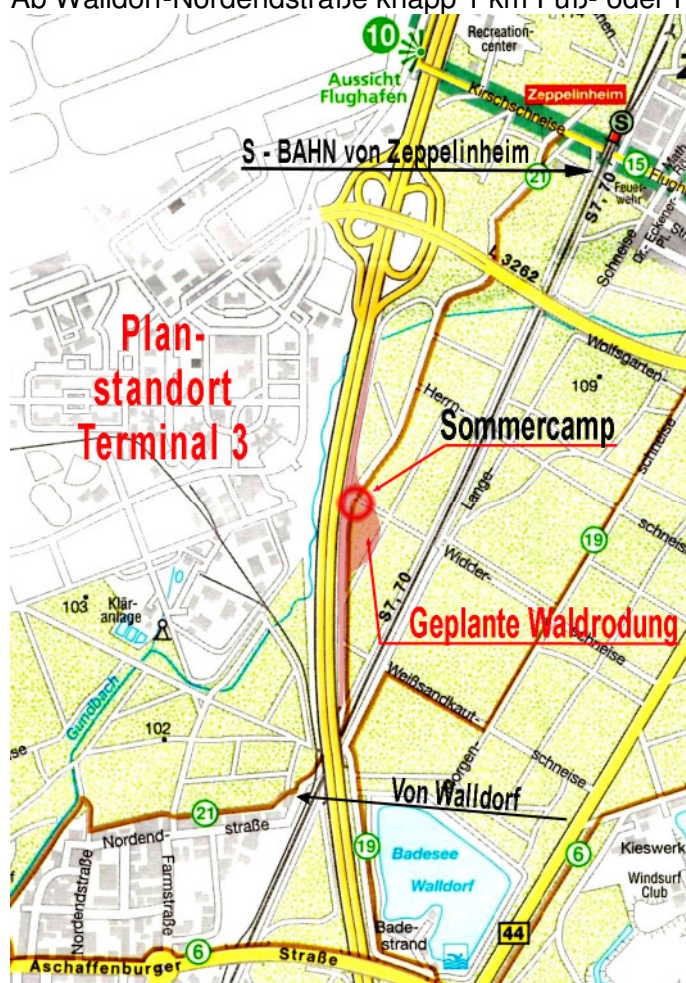 Ab Walldorf-Nordendstraße knapp 1 km Fuß- oder
10
Recreation-
center
Aussicht
Flughafen
Kirschschneise
Zeppelinheim
S
S - BAHN von Zeppelinheim
21
15
Feuer-
wehr
S7, 70
Dr.-Eckener-
Pl.
Schneise
L 3262
Plan-
standort
Terminal 3
Wolfsgarten-
109
Herrn-
Sommercamp
schneise
Lange-
19
schneise
Widder-
schneise
S7, 70
Geplante Waldrodung
103
Klär-
anlage
Gundbach
102
Weißsandkaut-
schneise
Morgen-
Von Walldorf
21
Nordend-
straße
19
Badesee
Walldorf
6
Kieswerk
Windsurf
Club
Nordendstraße
Farmstraße
Bade-
strand
44
6
Aschaffenburger
Straße